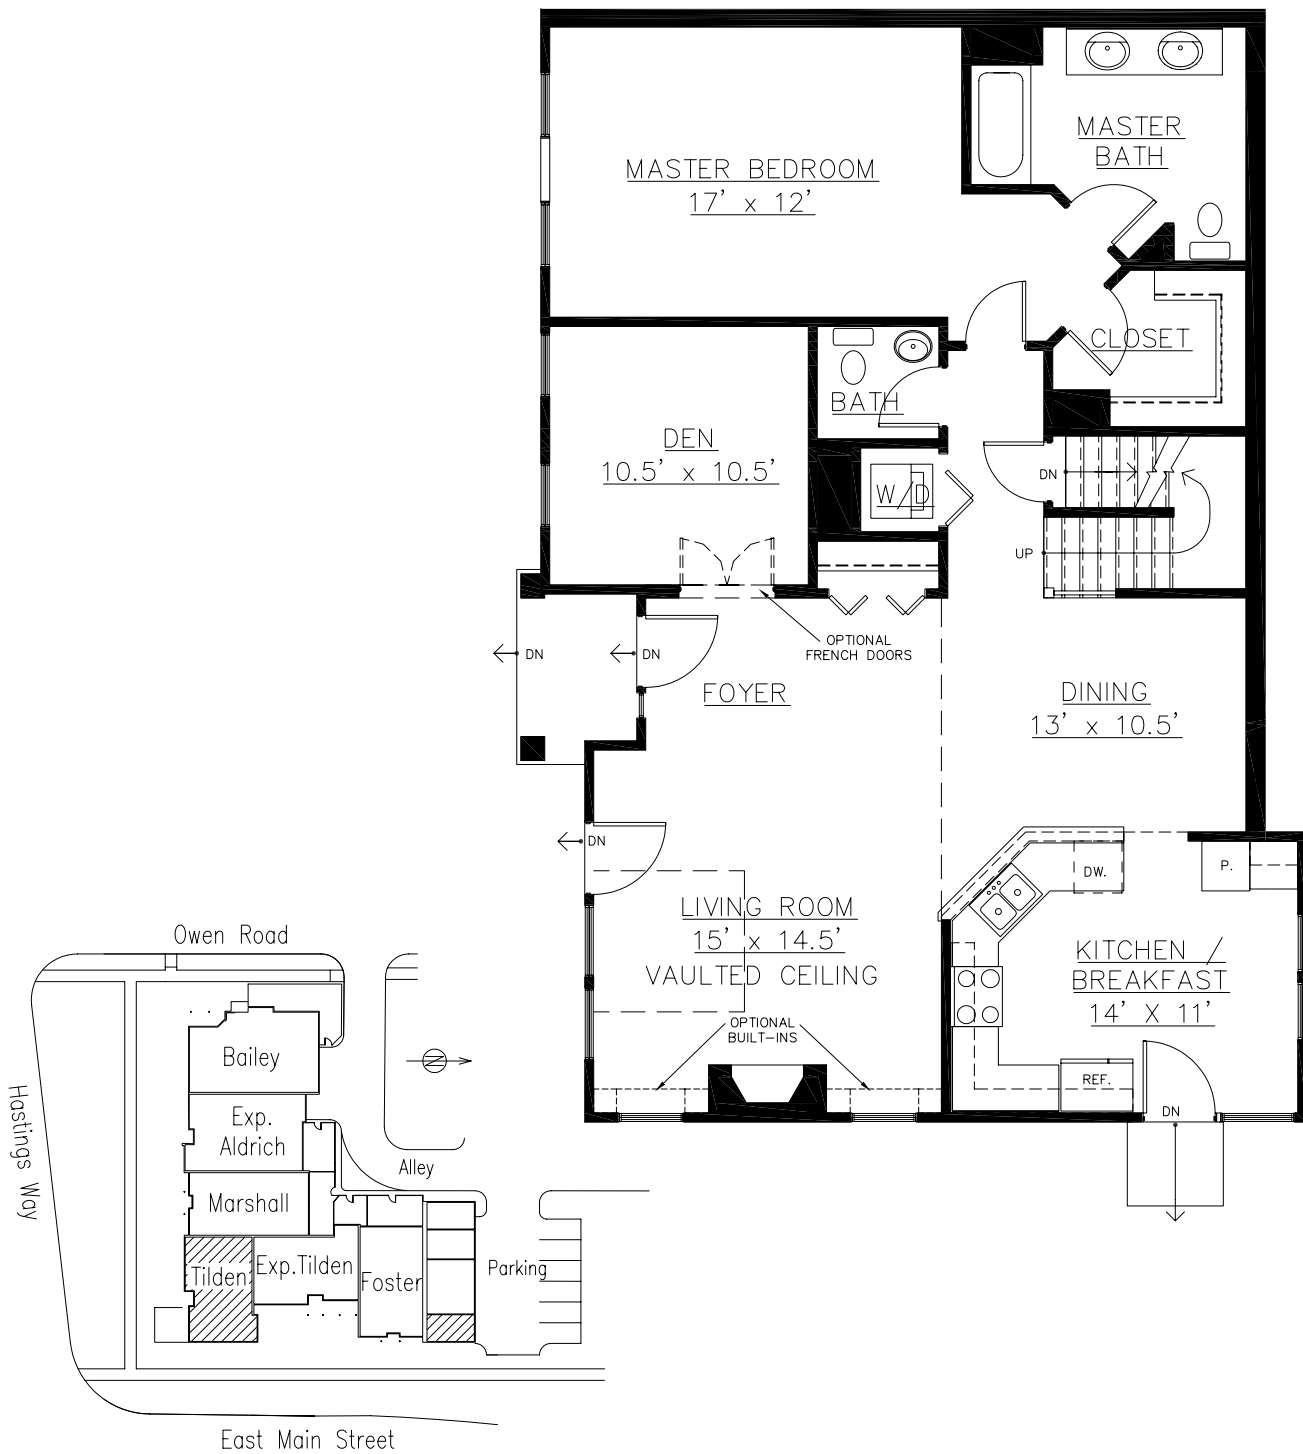 MASTER
BATH
MASTER BEDROOM
17' x 12'
CLOSET
BATH
DEN
10.5' x 10.5'
W/D
DN
UP
OPTIONAL
FRENCH DOORS
DN
DN
FOYER
DINING
13' x 10.5'
DN
P.
DW.
LIVING ROOM
15' x 14.5'
VAULTED CEILING
KITCHEN /
BREAKFAST
14' X 11'
OPTIONAL
BUILT-INS
REF.
DN
Owen Road
Bailey
N
Exp.
Aldrich
Hastings Way
Alley
Marshall
Exp.Tilden
Tilden
Foster
Parking
East Main Street